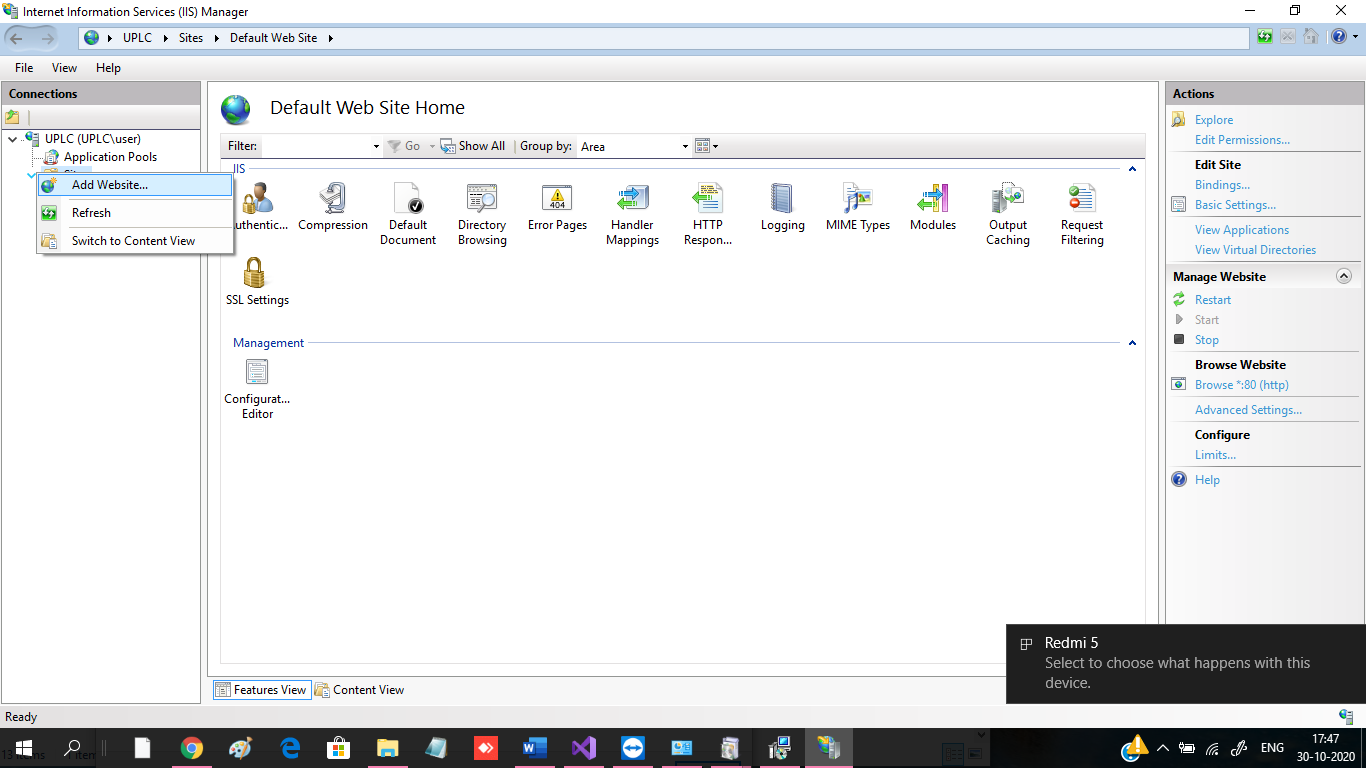 Internet Information Services (IIS) Manager
UPLC Sites Default Web Site
File View Help
Connections
UPLC (UPLC\user)
Application Pools
Add Website...
Refresh
Switch to Content View
Default Web Site Home
Filter: Go Show All Group by: Area
IIS
Compression
Default Document
Directory Browsing
Error Pages
Handler Mappings
HTTP Respon...
Logging
MIME Types
Modules
Output Caching
Request Filtering
SSL Settings
Management
Configurat... Editor
Features View Content View
Actions
Explore
Edit Permissions...
Edit Site
Bindings...
Basic Settings...
View Applications
View Virtual Directories
Manage Website
Restart
Start
Stop
Browse Website
Browse *:80 (http)
Advanced Settings...
Configure
Limits...
Help
Redmi 5
Select to choose what happens with this
device.
Ready
ENG
17:47
30-10-2020